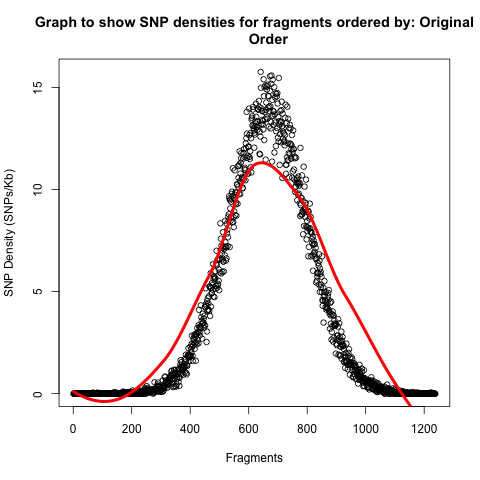 Graph to show SNP densities for fragments ordered by: Original
Order
SNP Density (SNPs/Kb)
15
10
5
0
0 200 400 600 800 1000 1200
Fragments